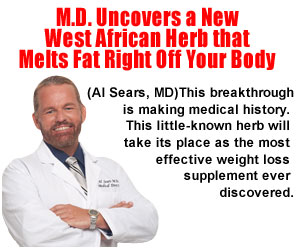 M.D. Uncovers a New
West African Herb that
Melts Fat Right Off Your Body
(Al Sears, MD)This breakthrough
is making medical history.
This little-known herb will
take its place as the most
effective weight loss
supplement ever
discovered.
Al Sears M.D.